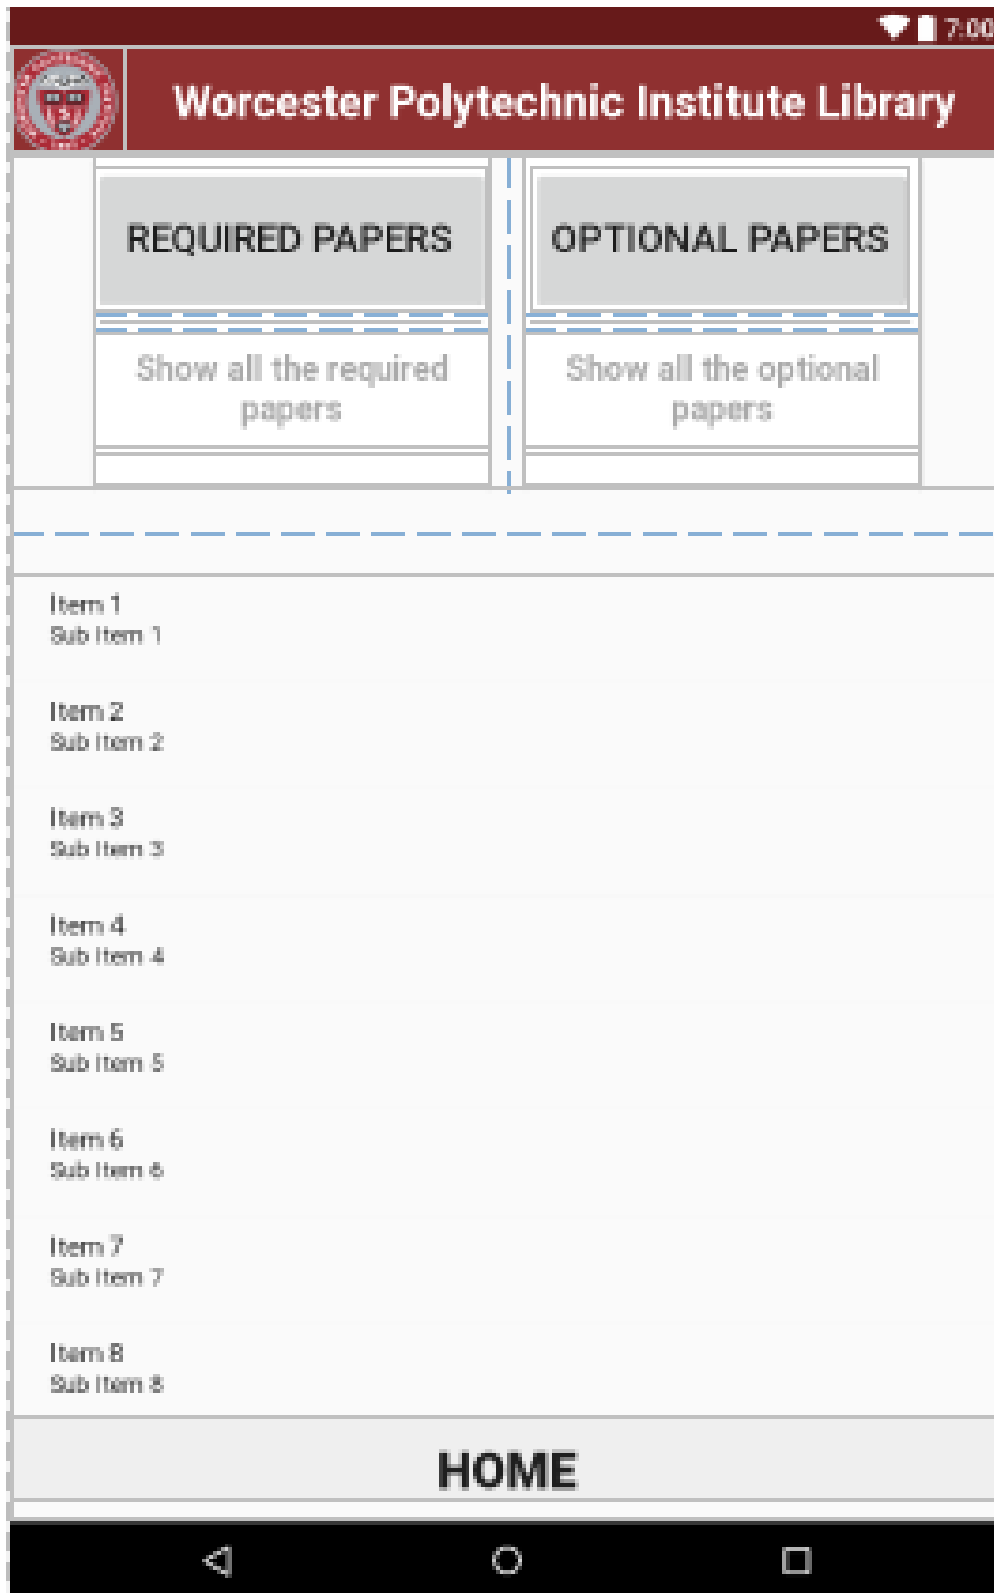 7:00
Worcester Polytechnic Institute Library
REQUIRED PAPERS
OPTIONAL PAPERS
Show all the required
papers
Show all the optional
papers
Item 1
Sub Item 1
Item 2
Sub Item 2
Item 3
Sub Item 3
Item 4
Sub Item 4
Item 5
Sub Item 5
Item 6
Sub Item 6
Item 7
Sub Item 7
Item 8
Sub Item 8
HOME